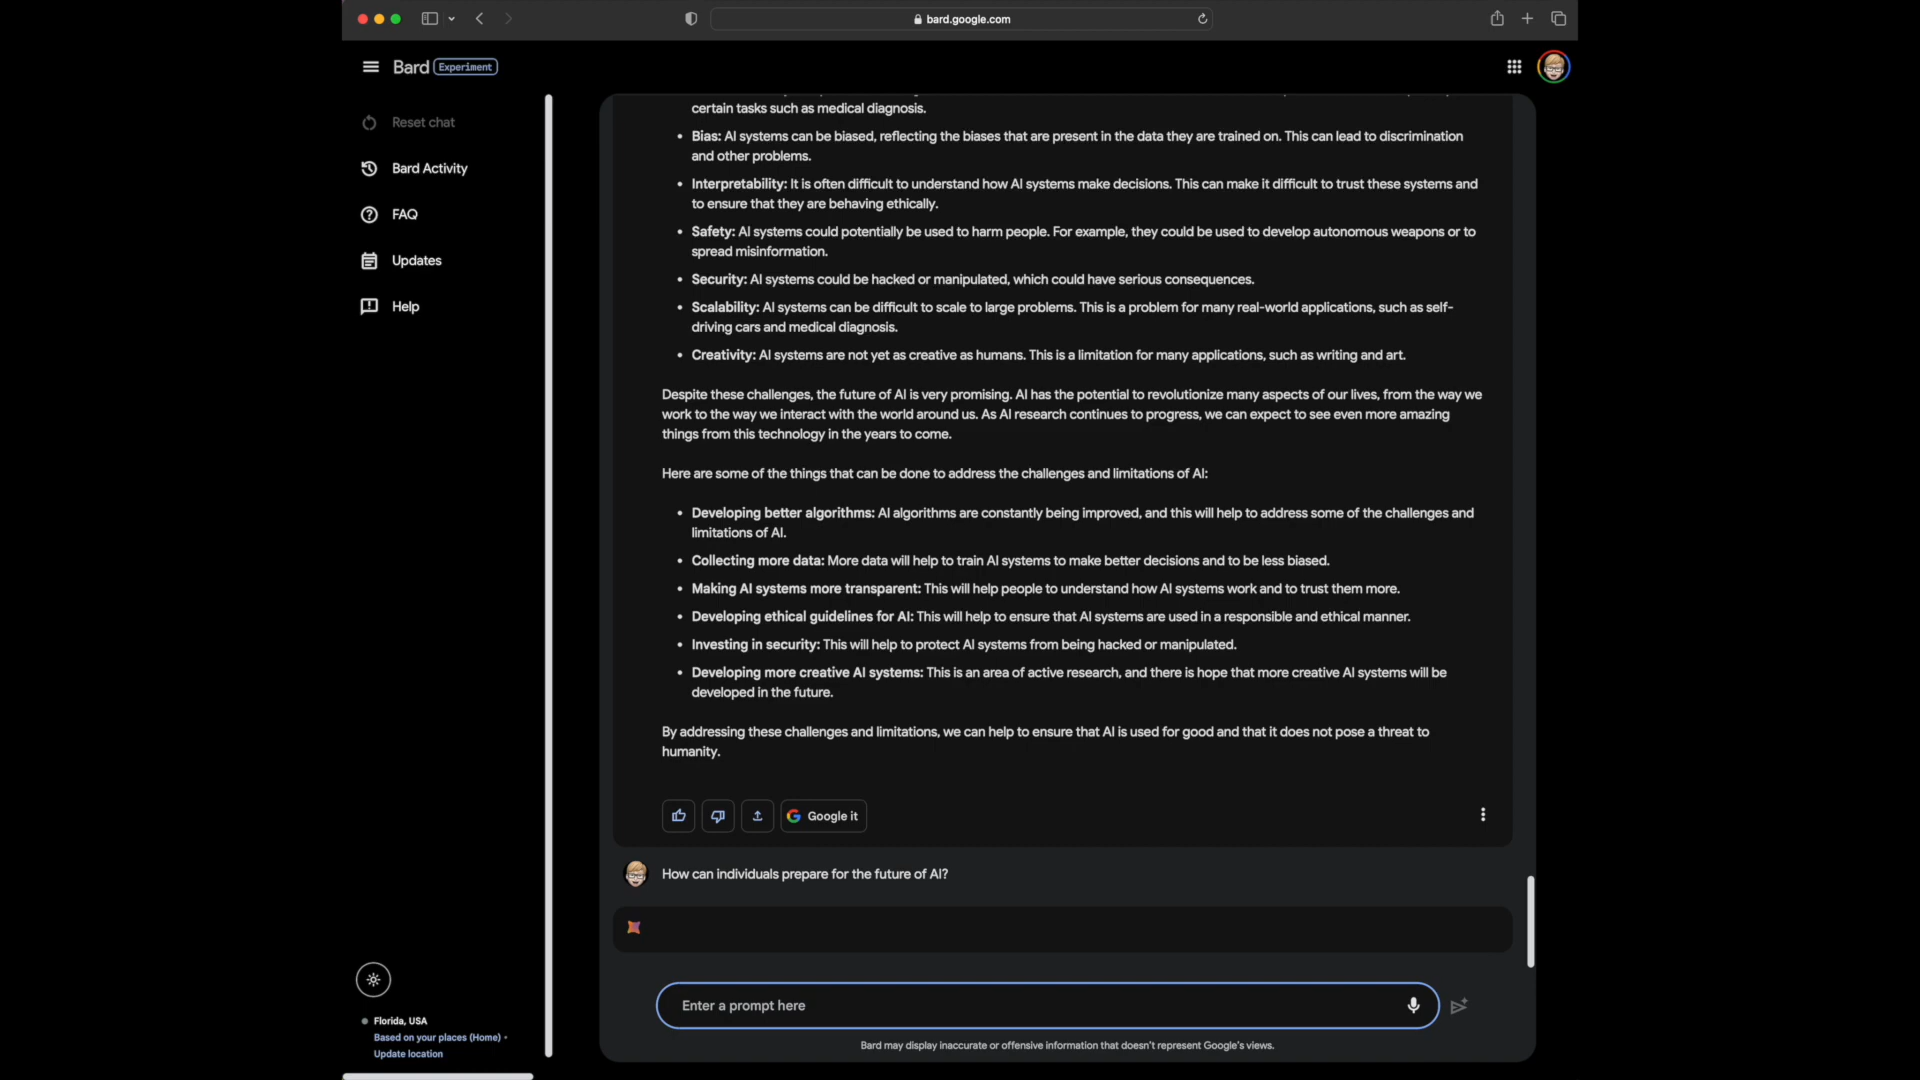 bard.google.com
Bard Experiment
Reset chat
Bard Activity
FAQ
Updates
Help
certain tasks such as medical diagnosis.
• Bias: AI systems can be biased, reflecting the biases that are present in the data they are trained on. This can lead to discrimination
and other problems.
• Interpretability: It is often difficult to understand how AI systems make decisions. This can make it difficult to trust these systems and
to ensure that they are behaving ethically.
• Safety: AI systems could potentially be used to harm people. For example, they could be used to develop autonomous weapons or to
spread misinformation.
• Security: AI systems could be hacked or manipulated, which could have serious consequences.
• Scalability: AI systems can be difficult to scale to large problems. This is a problem for many real-world applications, such as self-
driving cars and medical diagnosis.
• Creativity: AI systems are not yet as creative as humans. This is a limitation for many applications, such as writing and art.
Despite these challenges, the future of AI is very promising. AI has the potential to revolutionize many aspects of our lives, from the way we
work to the way we interact with the world around us. As AI research continues to progress, we can expect to see even more amazing
things from this technology in the years to come.
Here are some of the things that can be done to address the challenges and limitations of AI:
• Developing better algorithms: AI algorithms are constantly being improved, and this will help to address some of the challenges and
limitations of AI.
• Collecting more data: More data will help to train AI systems to make better decisions and to be less biased.
• Making AI systems more transparent: This will help people to understand how AI systems work and to trust them more.
• Developing ethical guidelines for AI: This will help to ensure that AI systems are used in a responsible and ethical manner.
• Investing in security: This will help to protect AI systems from being hacked or manipulated.
• Developing more creative AI systems: This is an area of active research, and there is hope that more creative AI systems will be
developed in the future.
By addressing these challenges and limitations, we can help to ensure that AI is used for good and that it does not pose a threat to
humanity.
Google it
How can individuals prepare for the future of AI?
Enter a prompt here
Bard may display inaccurate or offensive information that doesn't represent Google's views.
Florida, USA
Based on your places (Home) •
Update location